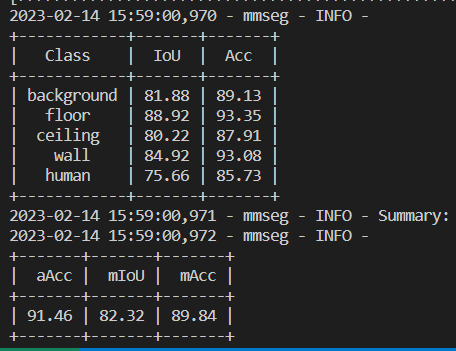 2023-02-14 15:59:00,970 - mmseg - INFO -
+------------+-------+-------+
|   Class    |  IoU  |  Acc  |
+------------+-------+-------+
| background | 81.88 | 89.13 |
|   floor    | 88.92 | 93.35 |
|  ceiling   | 80.22 | 87.91 |
|    wall    | 84.92 | 93.08 |
|   human    | 75.66 | 85.73 |
+------------+-------+-------+
2023-02-14 15:59:00,971 - mmseg - INFO - Summary:
2023-02-14 15:59:00,972 - mmseg - INFO -
+-------+-------+-------+
|  aAcc |  mIoU |  mAcc |
+-------+-------+-------+
| 91.46 | 82.32 | 89.84 |
+-------+-------+-------+